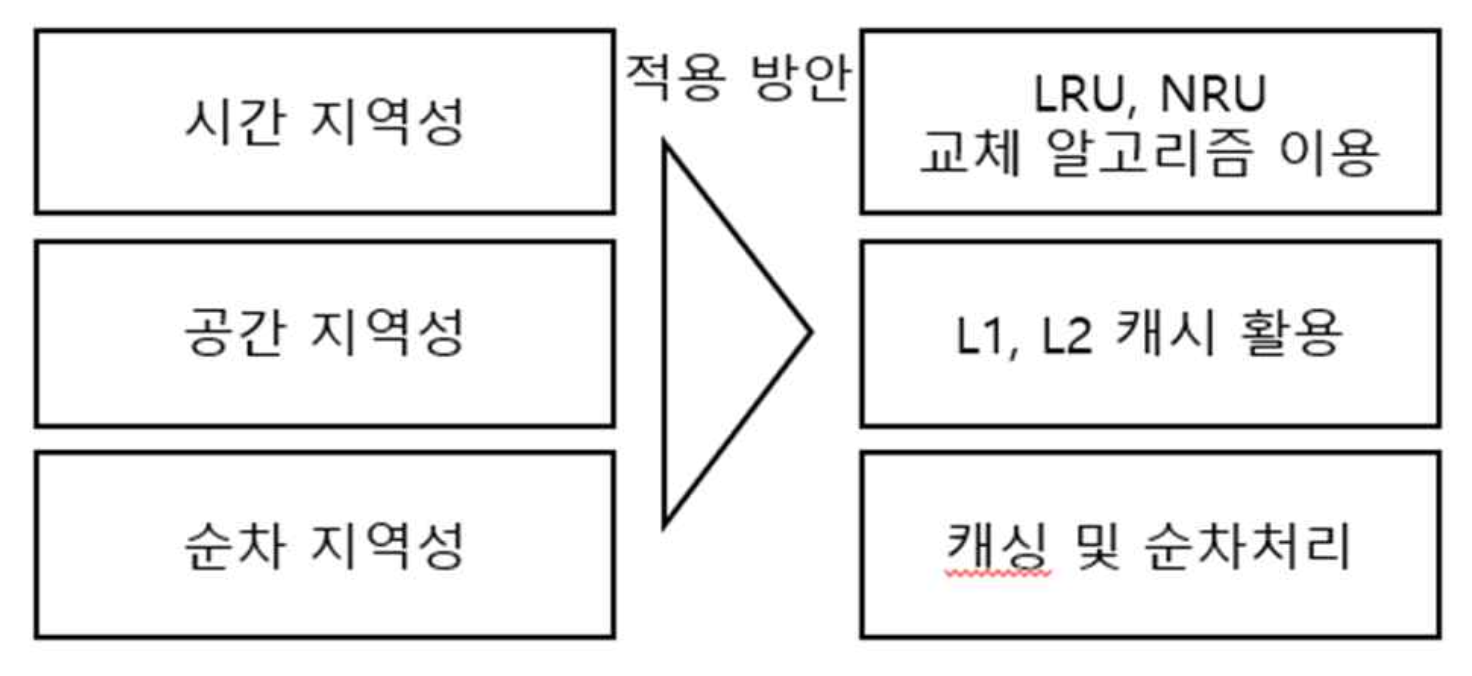 시간 지역성
공간 지역성
순차 지역성
적용 방안
LRU, NRU
교체 알고리즘 이용
L1, L2 캐시 활용
캐싱 및 순차처리